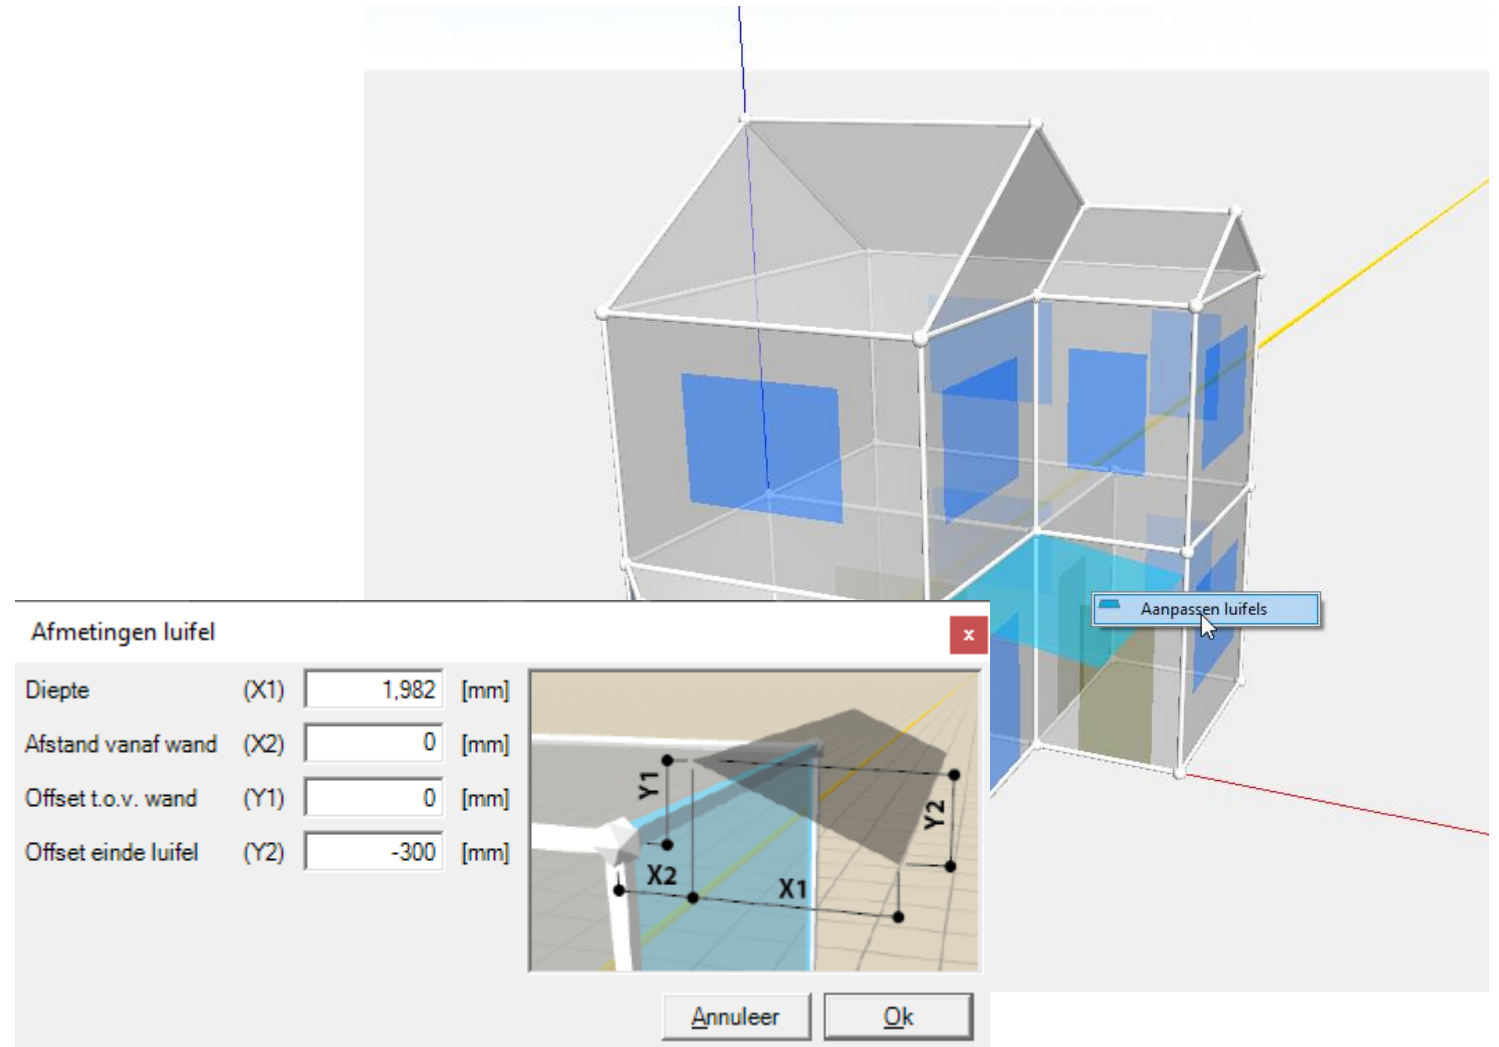 Aanpassen luifels
Afmetingen luifel
x
Diepte (X1) 1,982 [mm]
Afstand vanaf wand (X2) 0 [mm]
Offset t.o.v. wand (Y1) 0 [mm]
Offset einde luifel (Y2) -300 [mm]
Y1
Y2
X2
X1
Annuleer Ok